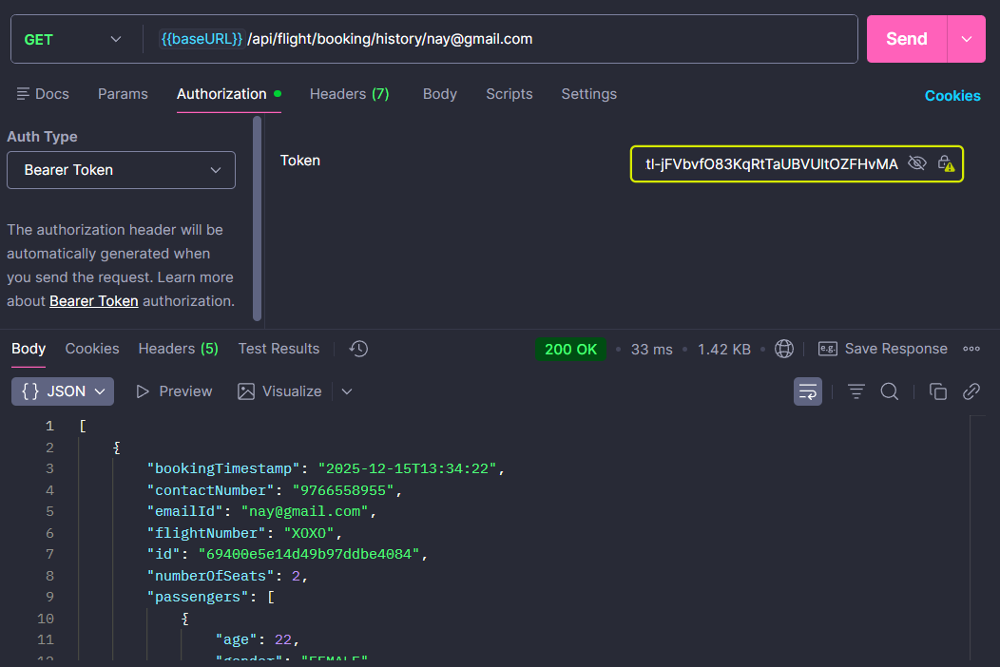 GET {{baseURL}} /api/flight/booking/history/nay@gmail.com Send
Docs Params Authorization Headers (7) Body Scripts Settings Cookies
Auth Type
Bearer Token
The authorization header will be
automatically generated when
you send the request. Learn more
about Bearer Token authorization.
Token tl-jFVbvfO83KqRtTaUBVUltOZFHvMA
Body Cookies Headers (5) Test Results 200 OK • 33 ms • 1.42 KB • e.g. Save Response
{} JSON Preview Visualize
1 [
2 {
3 "bookingTimestamp": "2025-12-15T13:34:22",
4 "contactNumber": "9766558955",
5 "emailId": "nay@gmail.com",
6 "flightNumber": "XOXO",
7 "id": "69400e5e14d49b97ddbe4084",
8 "numberOfSeats": 2,
9 "passengers": [
10 {
11 "age": 22,
12 "gender": "FEMALE"